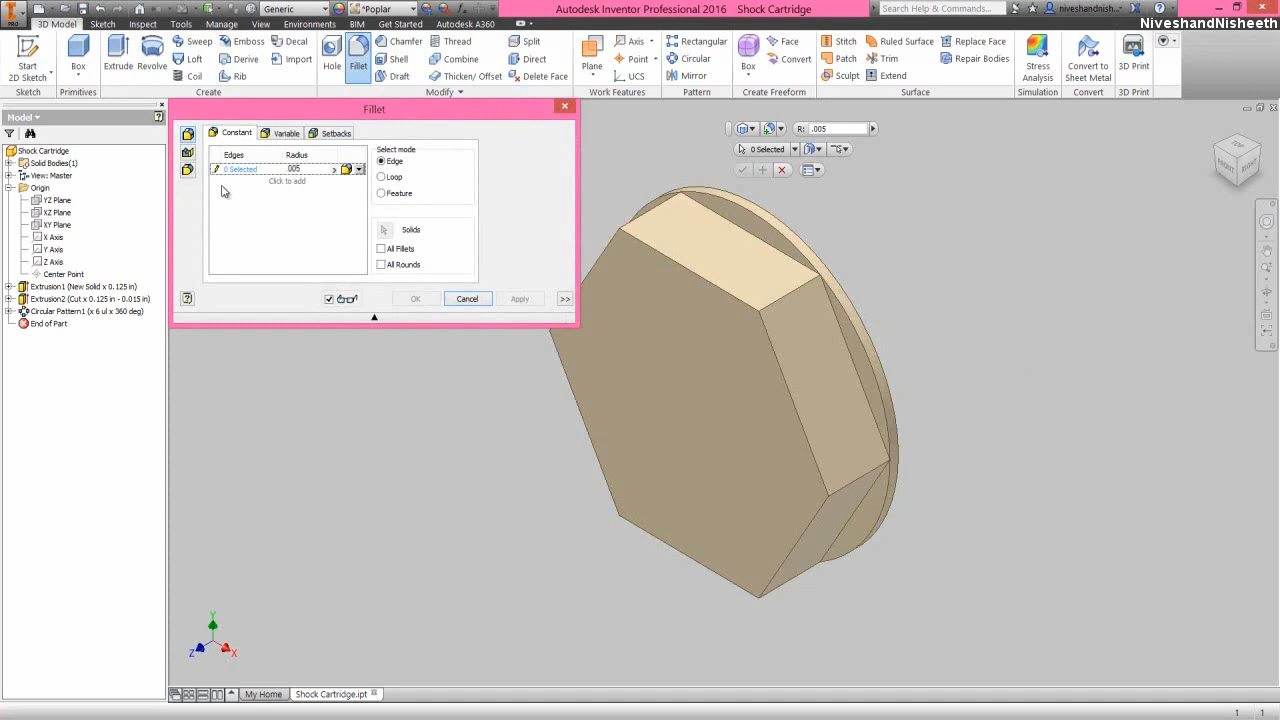 Generic
*Poplar
Autodesk Inventor Professional 2016 Shock Cartridge
Search Help & Commands...
niveshandnish...
NiveshandNisheeth
PRO
3D Model Sketch Inspect Tools Manage View Environments BIM Get Started Autodesk A360
Start
2D Sketch
Sketch
Box
Primitives
Extrude
Revolve
Sweep
Emboss
Decal
Loft
Derive
Import
Coil
Rib
Create
Hole
Fillet
Chamfer
Thread
Split
Shell
Combine
Direct
Draft
Thicken/ Offset
Delete Face
Modify
Plane
Axis
Point
UCS
Work Features
Rectangular
Circular
Mirror
Pattern
Box
Face
Convert
Create Freeform
Stitch
Ruled Surface
Replace Face
Patch
Trim
Repair Bodies
Sculpt
Extend
Surface
Stress
Analysis
Simulation
Convert to
Sheet Metal
Convert
3D Print
3D Print
Model
Shock Cartridge
Solid Bodies(1)
View: Master
Origin
YZ Plane
XZ Plane
XY Plane
X Axis
Y Axis
Z Axis
Center Point
Extrusion1 (New Solid x 0.125 in)
Extrusion2 (Cut x 0.125 in - 0.015 in)
Circular Pattern1 (x 6 ul x 360 deg)
End of Part
Fillet
Constant Variable Setbacks
Edges Radius
0 Selected .005
Click to add
Select mode
Edge
Loop
Feature
Solids
All Fillets
All Rounds
OK Cancel Apply >>
R: .005
0 Selected
TOP
FRONT
RIGHT
Y
Z X
My Home Shock Cartridge.ipt
1 1